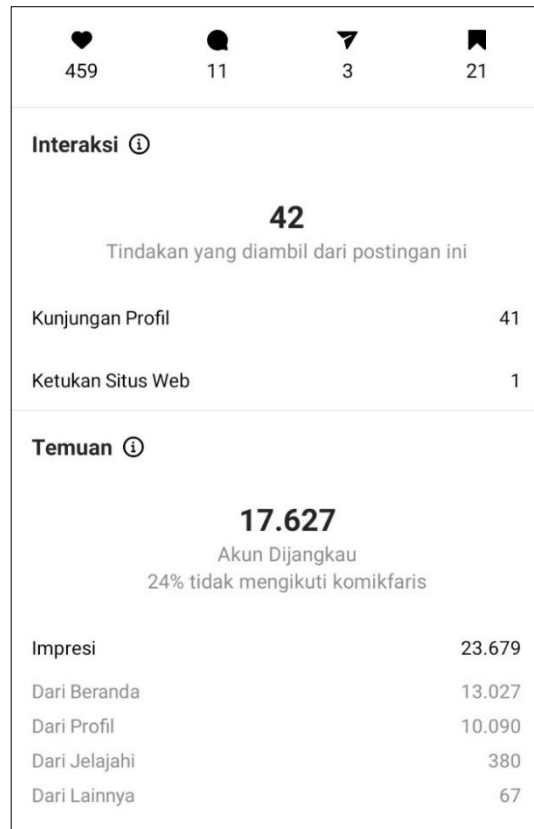 459 11 3 21
Interaksi
42
Tindakan yang diambil dari postingan ini
Kunjungan Profil 41
Ketukan Situs Web 1
Temuan
17.627
Akun Dijangkau
24% tidak mengikuti komikfaris
Impresi 23.679
Dari Beranda 13.027
Dari Profil 10.090
Dari Jelajahi 380
Dari Lainnya 67